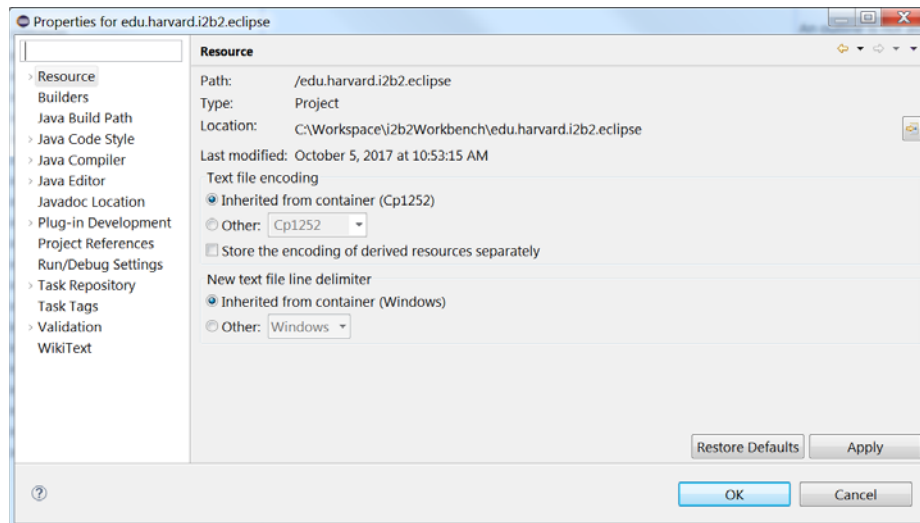 Properties for edu.harvard.i2b2.eclipse
Resource
Builders
Java Build Path
Java Code Style
Java Compiler
Java Editor
Javadoc Location
Plug-in Development
Project References
Run/Debug Settings
Task Repository
Task Tags
Validation
WikiText
Resource
Path: /edu.harvard.i2b2.eclipse
Type: Project
Location: C:\Workspace\i2b2Workbench\edu.harvard.i2b2.eclipse
Last modified: October 5, 2017 at 10:53:15 AM
Text file encoding
Inherited from container (Cp1252)
Other: Cp1252
Store the encoding of derived resources separately
New text file line delimiter
Inherited from container (Windows)
Other: Windows
Restore Defaults Apply
OK Cancel